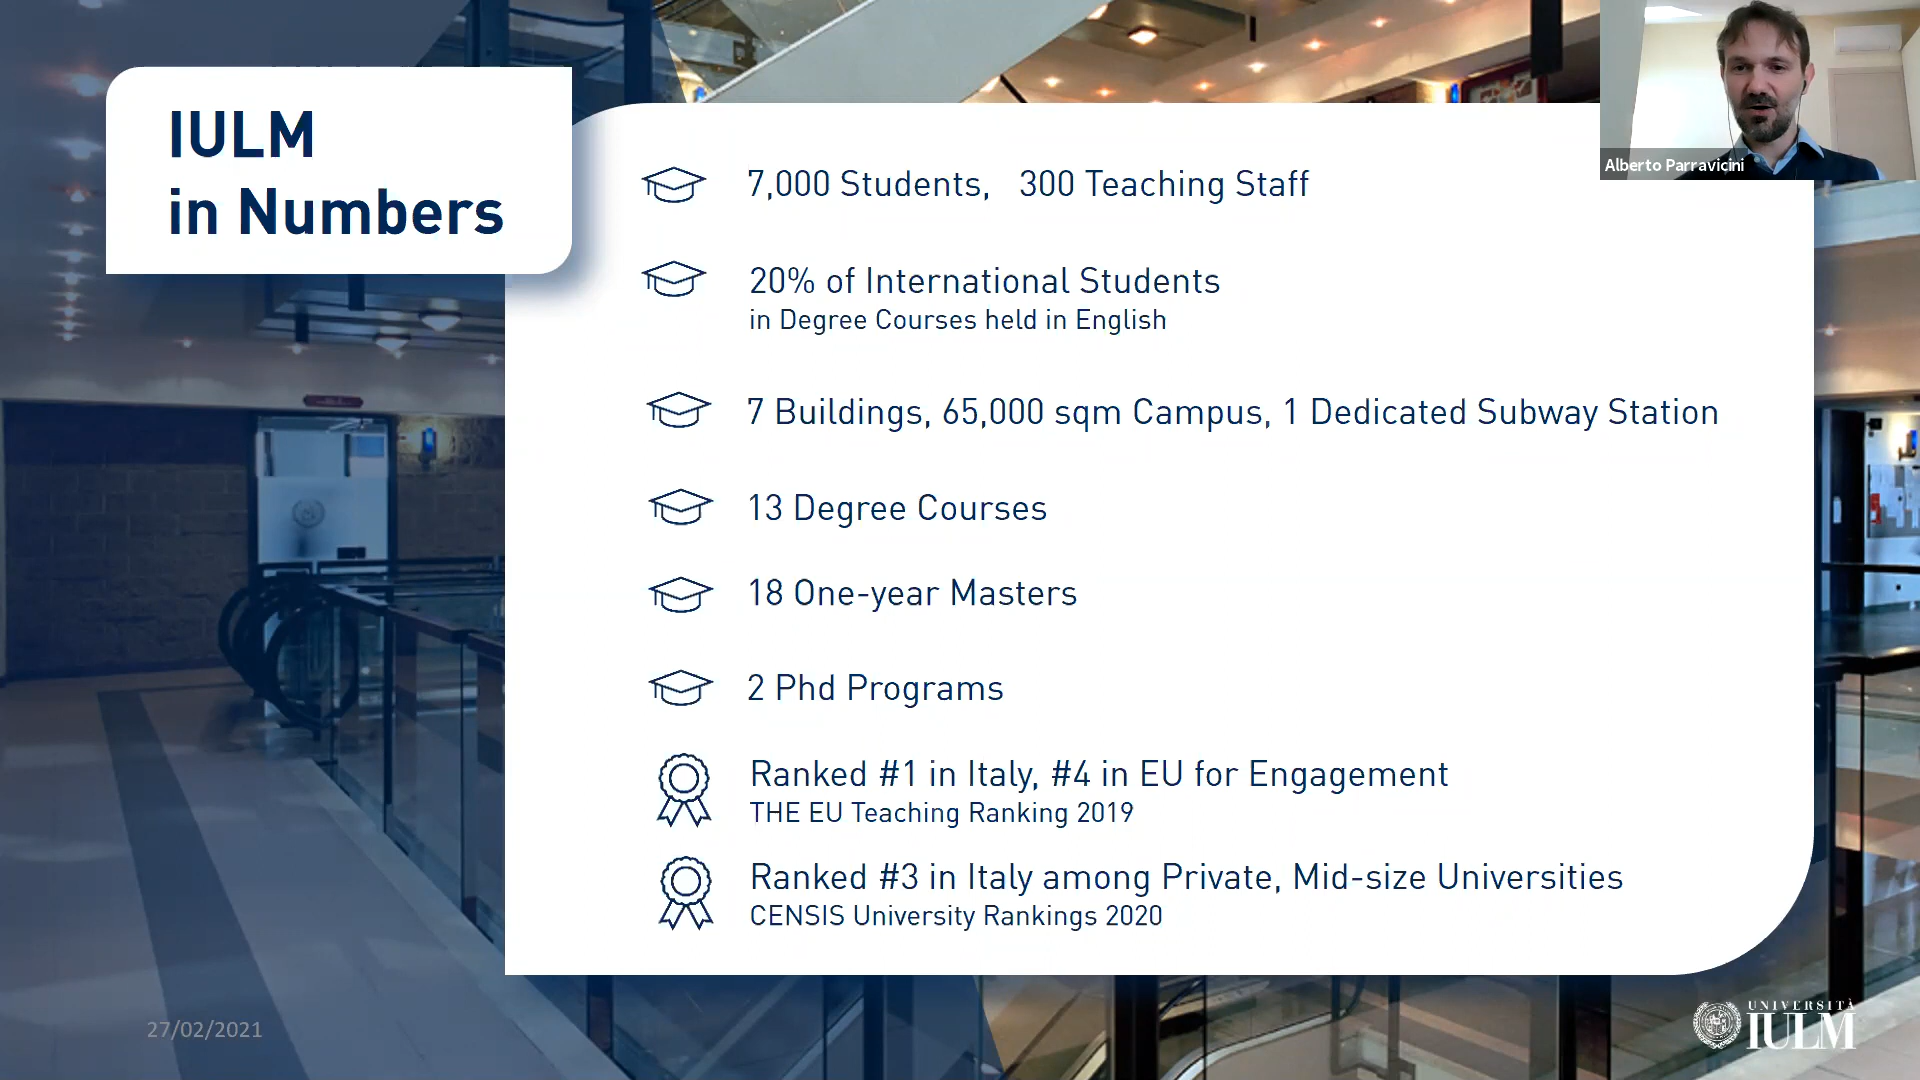 IULM
in Numbers
7,000 Students, 300 Teaching Staff
20% of International Students
in Degree Courses held in English
7 Buildings, 65,000 sqm Campus, 1 Dedicated Subway Station
13 Degree Courses
18 One-year Masters
2 Phd Programs
Ranked #1 in Italy, #4 in EU for Engagement
THE EU Teaching Ranking 2019
Ranked #3 in Italy among Private, Mid-size Universities
CENSIS University Rankings 2020
Alberto Parravicini
27/02/2021
UNIVERSITÀ
IULM